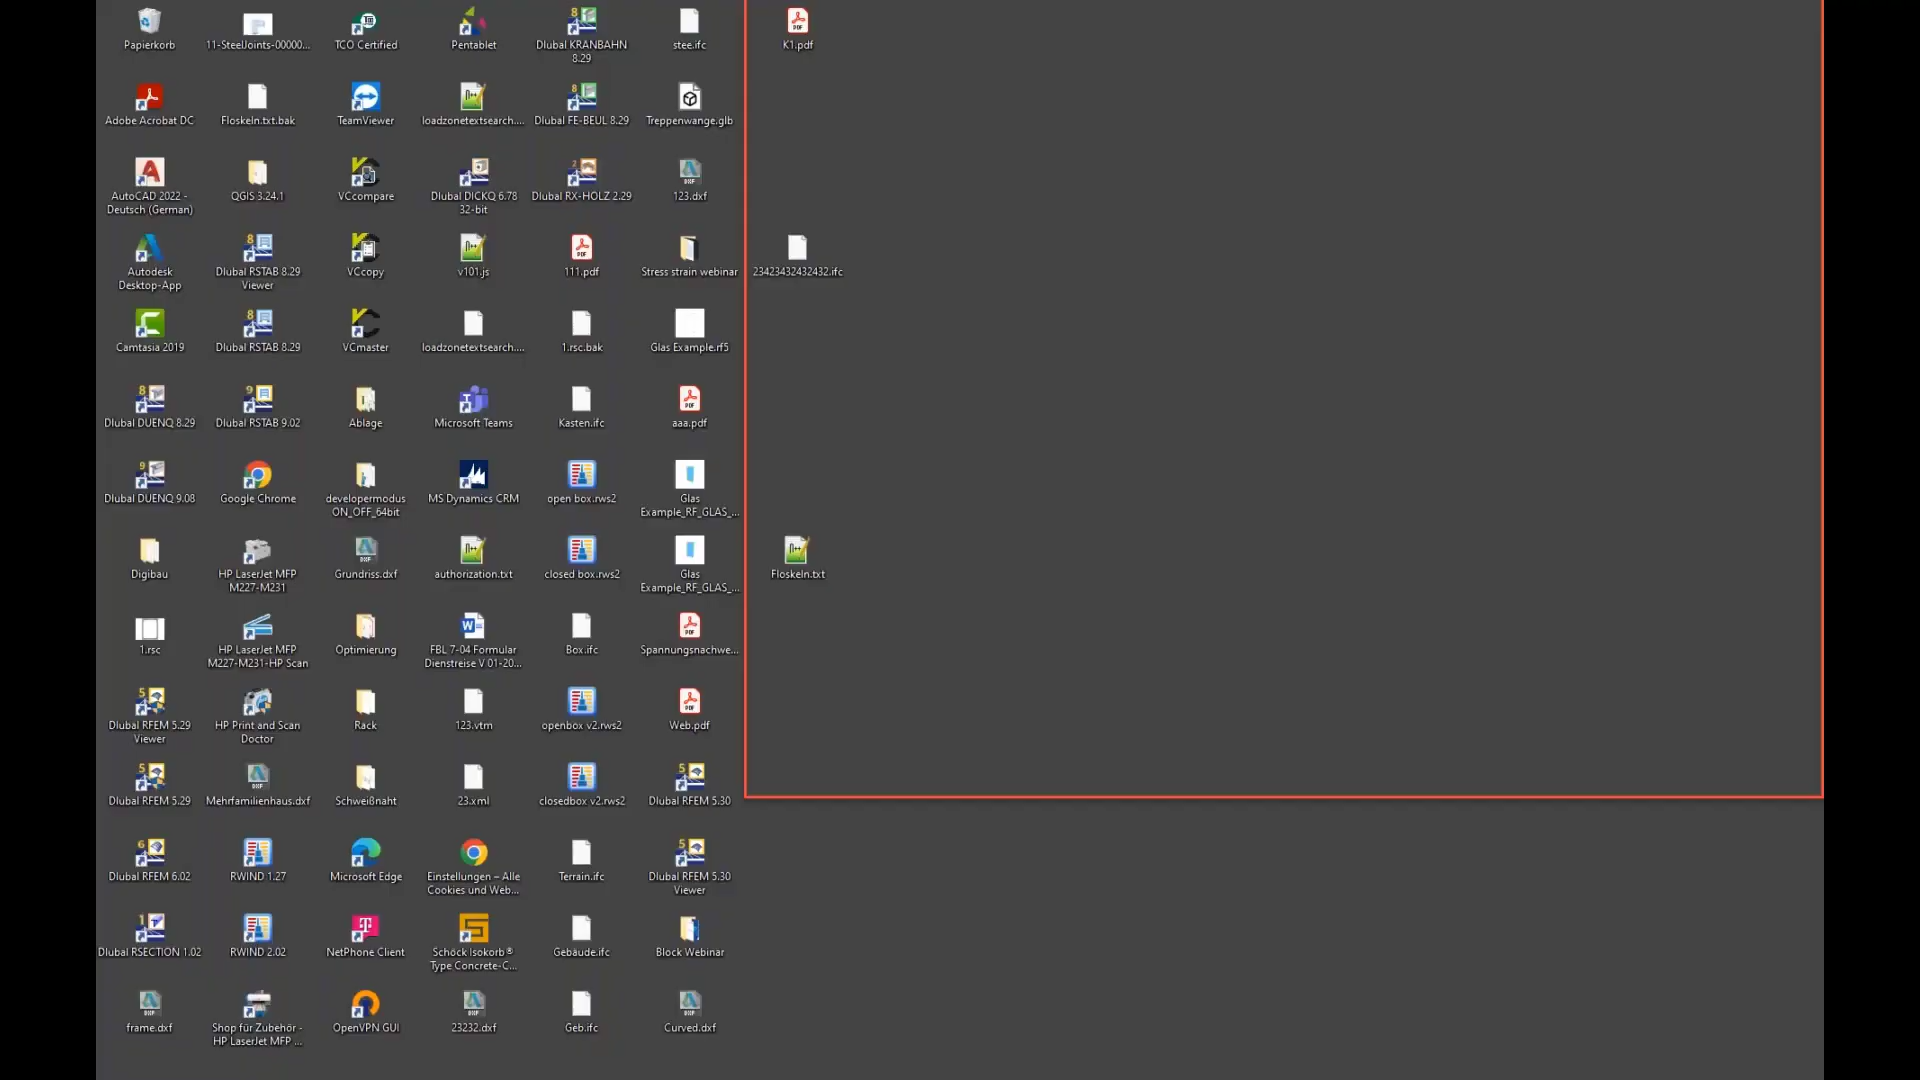 Papierkorb
11-SteelJoints-00000...
TCO Certified
Pentablet
Dlubal KRANBAHN
8.29
stee.ifc
K1.pdf
Adobe Acrobat DC
Floskeln.txt.bak
TeamViewer
loadzonetextsearch....
Dlubal FE-BEUL 8.29
Treppenwange.glb
AutoCAD 2022 -
Deutsch (German)
QGIS 3.24.1
VCcompare
Dlubal DICKQ 6.78
32-bit
Dlubal RX-HOLZ 2.29
123.dxf
Autodesk
Desktop-App
Dlubal RSTAB 8.29
Viewer
VCcopy
v101.js
111.pdf
Stress strain webinar
23423432432432.ifc
Camtasia 2019
Dlubal RSTAB 8.29
VCmaster
loadzonetextsearch....
1.rsc.bak
Glas Example.rf5
Dlubal DUENQ 8.29
Dlubal RSTAB 9.02
Ablage
Microsoft Teams
Kasten.ifc
aaa.pdf
Dlubal DUENQ 9.08
Google Chrome
developermodus
ON_OFF_64bit
MS Dynamics CRM
open box.rws2
Glas
Example_RF_GLAS_...
Digibau
HP LaserJet MFP
M227-M231
Grundriss.dxf
authorization.txt
closed box.rws2
Glas
Example_RF_GLAS_...
Floskeln.txt
1.rsc
HP LaserJet MFP
M227-M231-HP Scan
Optimierung
FBL 7-04 Formular
Dienstreise V 01-20...
Box.ifc
Spannungsnachwe...
Dlubal RFEM 5.29
Viewer
HP Print and Scan
Doctor
Rack
123.vtm
openbox v2.rws2
Web.pdf
Dlubal RFEM 5.29
Mehrfamilienhaus.dxf
Schweißnaht
23.xml
closedbox v2.rws2
Dlubal RFEM 5.30
Dlubal RFEM 6.02
RWIND 1.27
Microsoft Edge
Einstellungen – Alle
Cookies und Web...
Terrain.ifc
Dlubal RFEM 5.30
Viewer
Dlubal RSECTION 1.02
RWIND 2.02
NetPhone Client
Schöck Isokorb®
Type Concrete-C...
Gebäude.ifc
Block Webinar
frame.dxf
Shop für Zubehör -
HP LaserJet MFP ...
OpenVPN GUI
23232.dxf
Geb.ifc
Curved.dxf